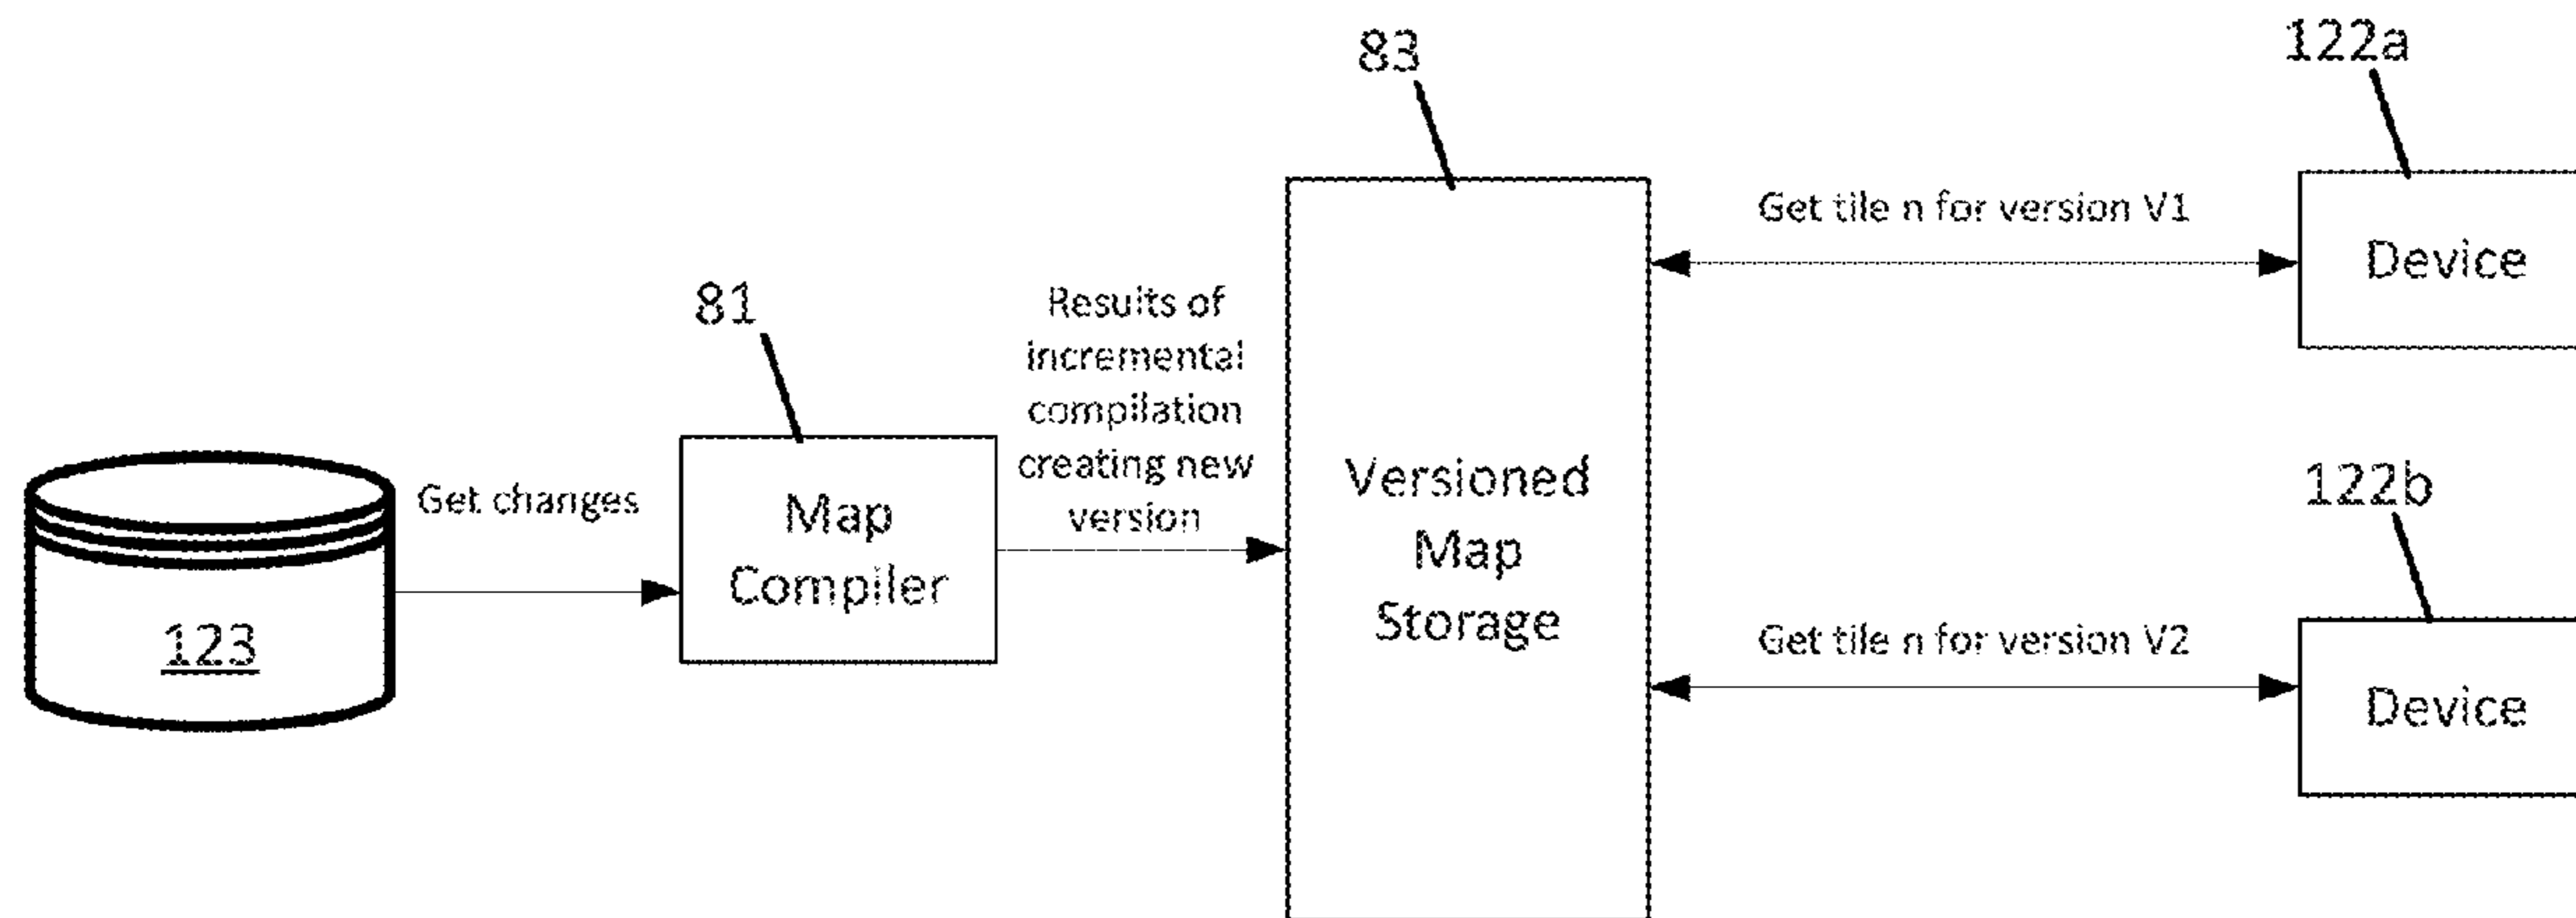 83
122a
Get tile n for version V1
Device
81
Results of
incremental
compilation
creating new
version
Get changes
Map
Compiler
123
Versioned
Map
Storage
122b
Get tile n for version V2
Device